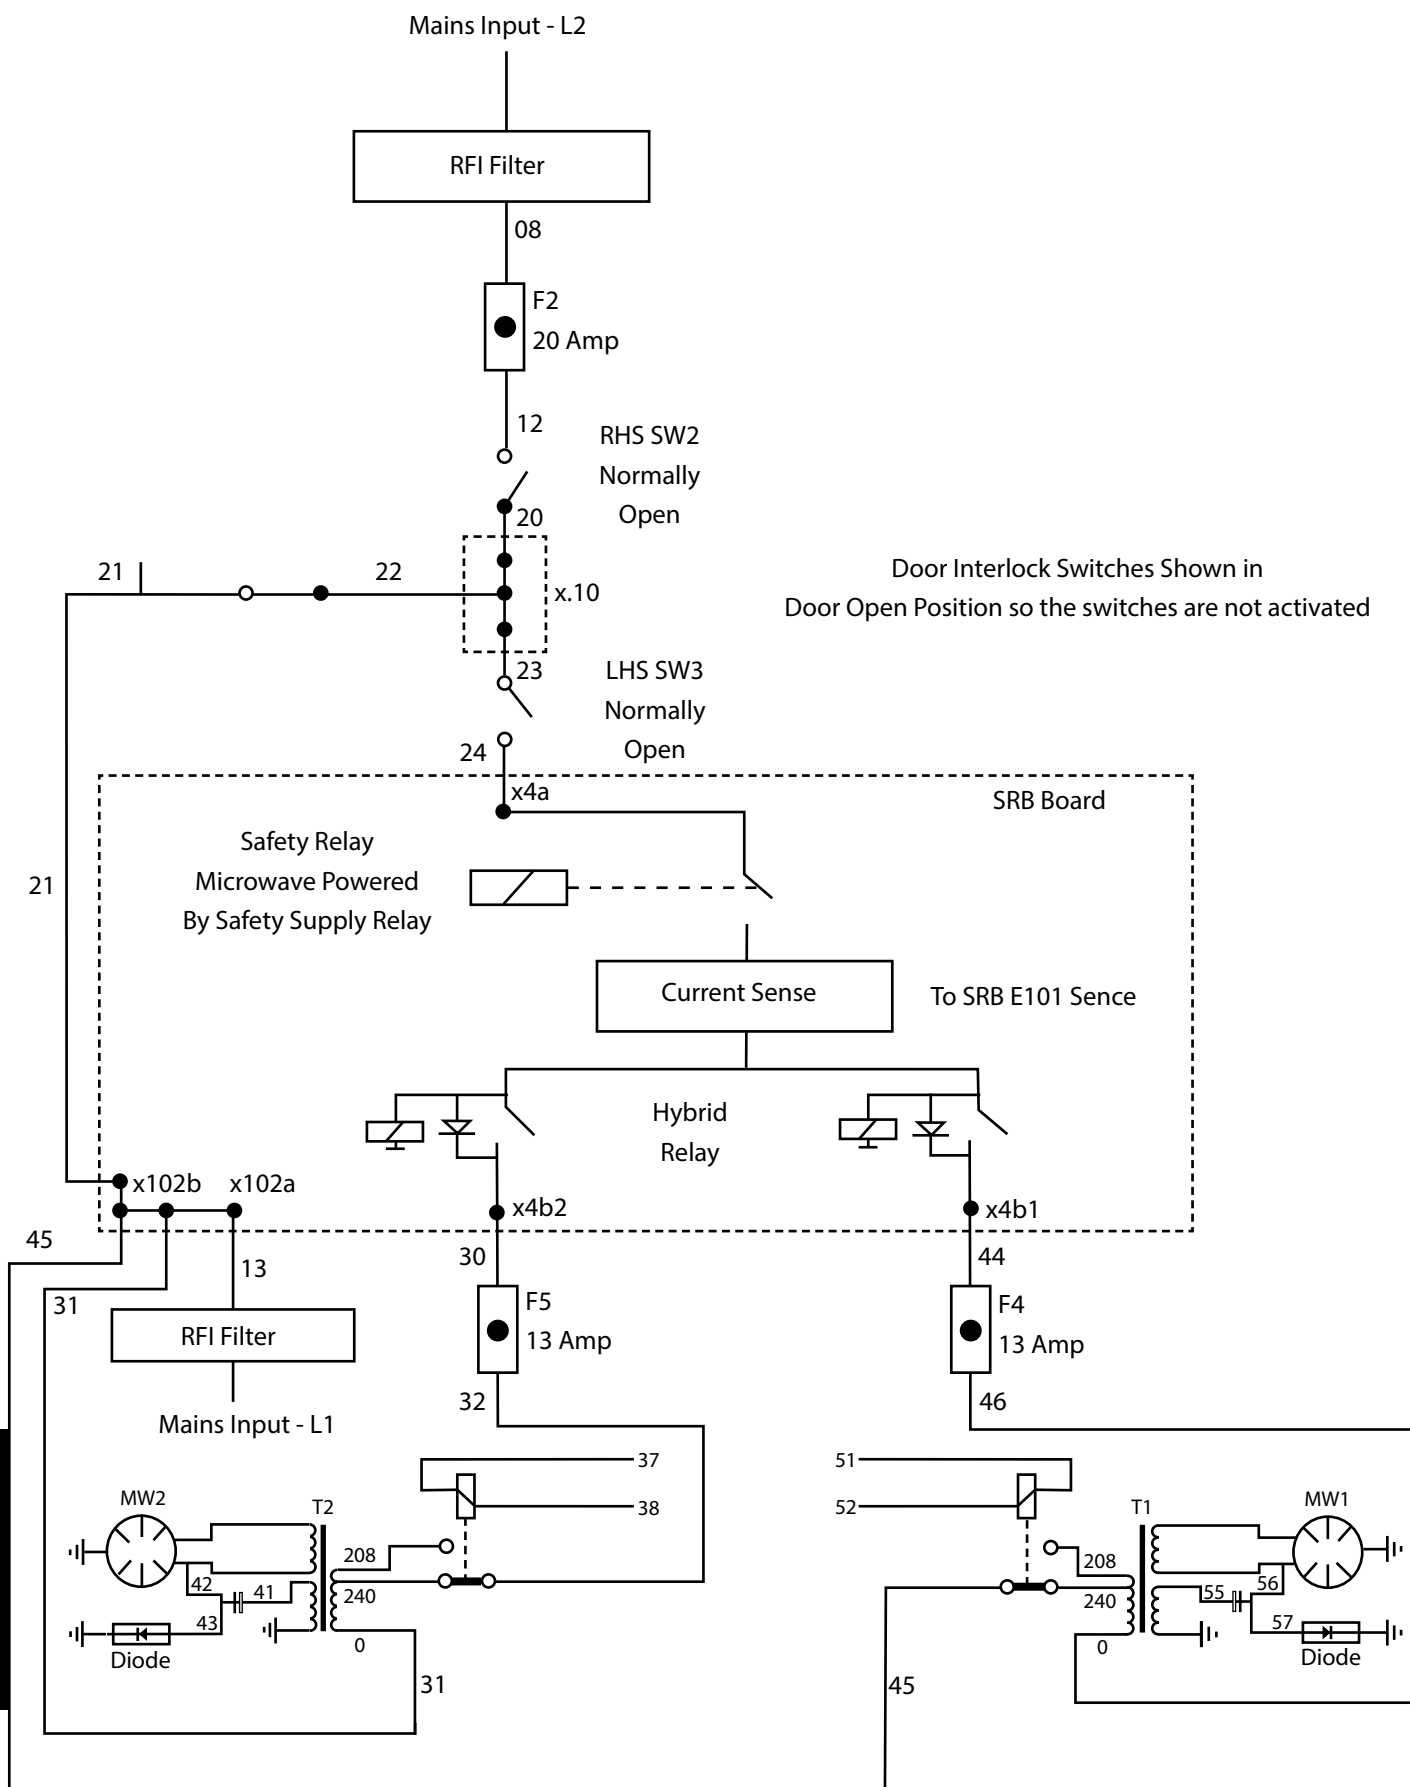 Mains Input - L2
RFI Filter
08
F2
20 Amp
12
RHS SW2
Normally
Open
20
21
22
x.10
Door Interlock Switches Shown in
Door Open Position so the switches are not activated
23
LHS SW3
Normally
Open
24
x4a
SRB Board
Safety Relay
Microwave Powered
By Safety Supply Relay
21
Current Sense
To SRB E101 Sence
Hybrid
Relay
x102b
x102a
x4b2
x4b1
45
13
30
44
31
RFI Filter
F5
13 Amp
F4
13 Amp
32
46
Mains Input - L1
37
38
51
52
MW2
T2
208
240
0
42
41
43
Diode
31
T1
MW1
208
240
0
55
56
57
Diode
45